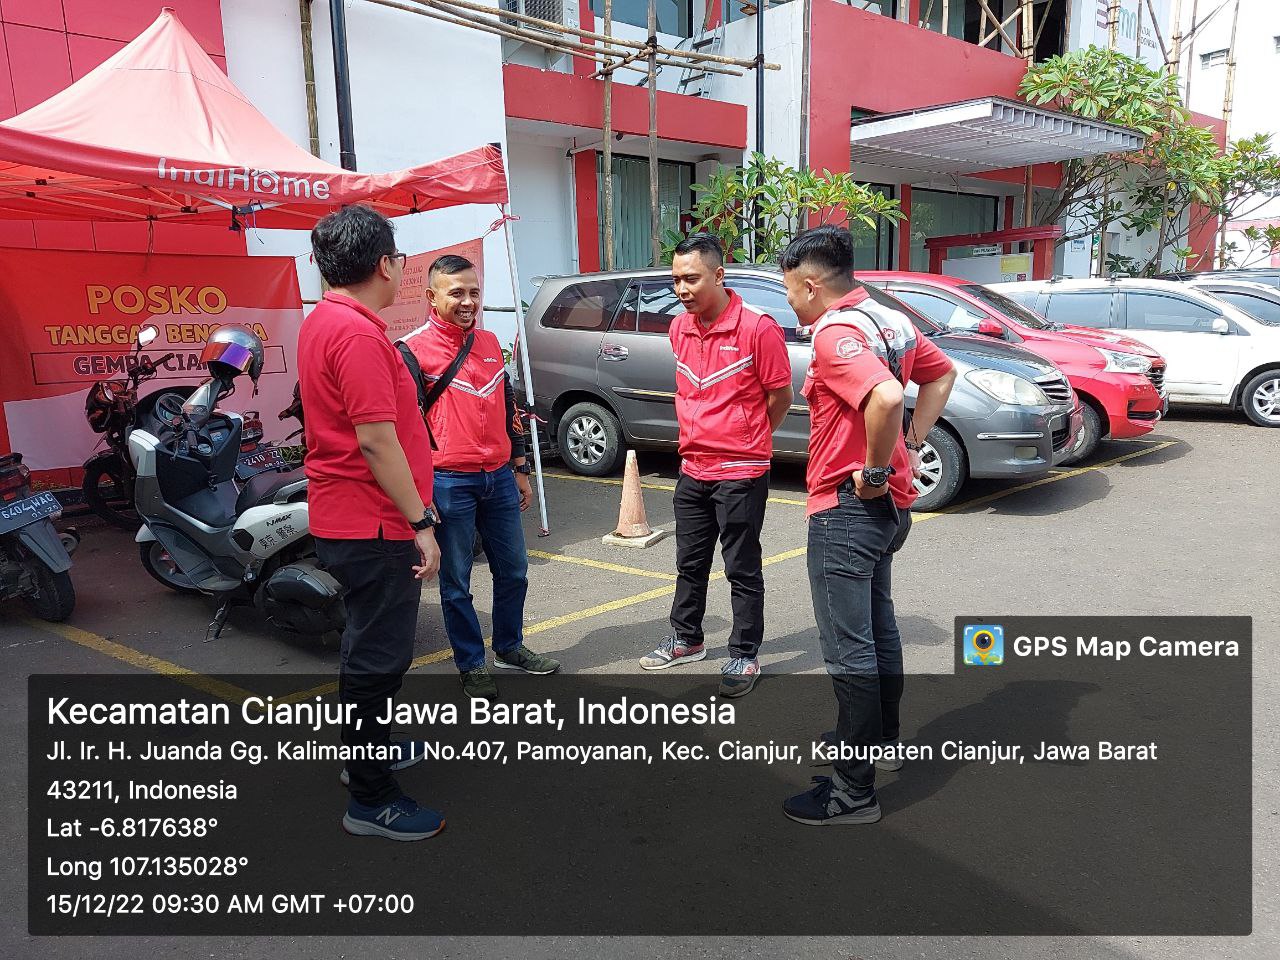 IndiHome
POSKO
TANGGAP BENCANA
GEMPA CIAN
NMAX
GPS Map Camera
Kecamatan Cianjur, Jawa Barat, Indonesia
Jl. Ir. H. Juanda Gg. Kalimantan I No.407, Pamoyanan, Kec. Cianjur, Kabupaten Cianjur, Jawa Barat
43211, Indonesia
Lat -6.817638°
Long 107.135028°
15/12/22 09:30 AM GMT +07:00